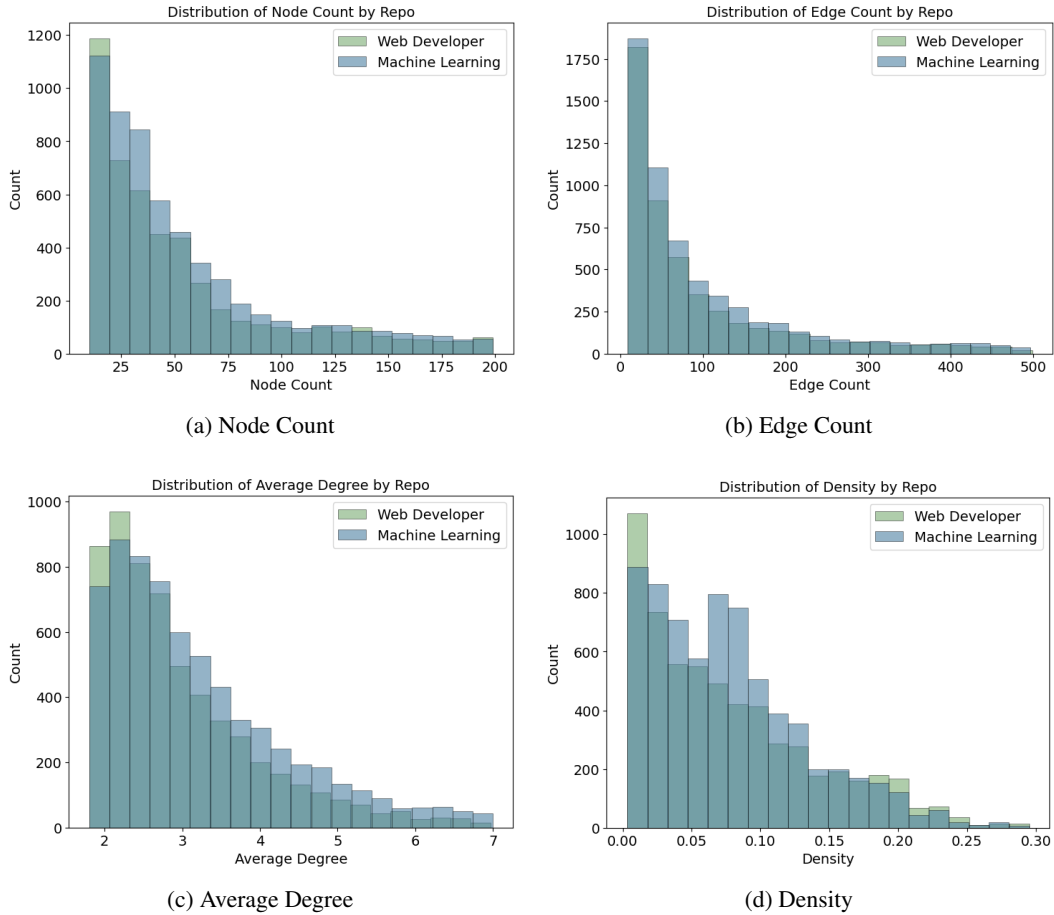 Distribution of Node Count by Repo
Web Developer
Machine Learning
1200
1000
800
600
400
200
0
Count
25 50 75 100 125 150 175 200
Node Count
(a) Node Count
Distribution of Edge Count by Repo
Web Developer
Machine Learning
1750
1500
1250
1000
750
500
250
0
Count
0 100 200 300 400 500
Edge Count
(b) Edge Count
Distribution of Average Degree by Repo
Web Developer
Machine Learning
1000
800
600
400
200
0
Count
2 3 4 5 6 7
Average Degree
(c) Average Degree
Distribution of Density by Repo
Web Developer
Machine Learning
1000
800
600
400
200
0
Count
0.00 0.05 0.10 0.15 0.20 0.25 0.30
Density
(d) Density